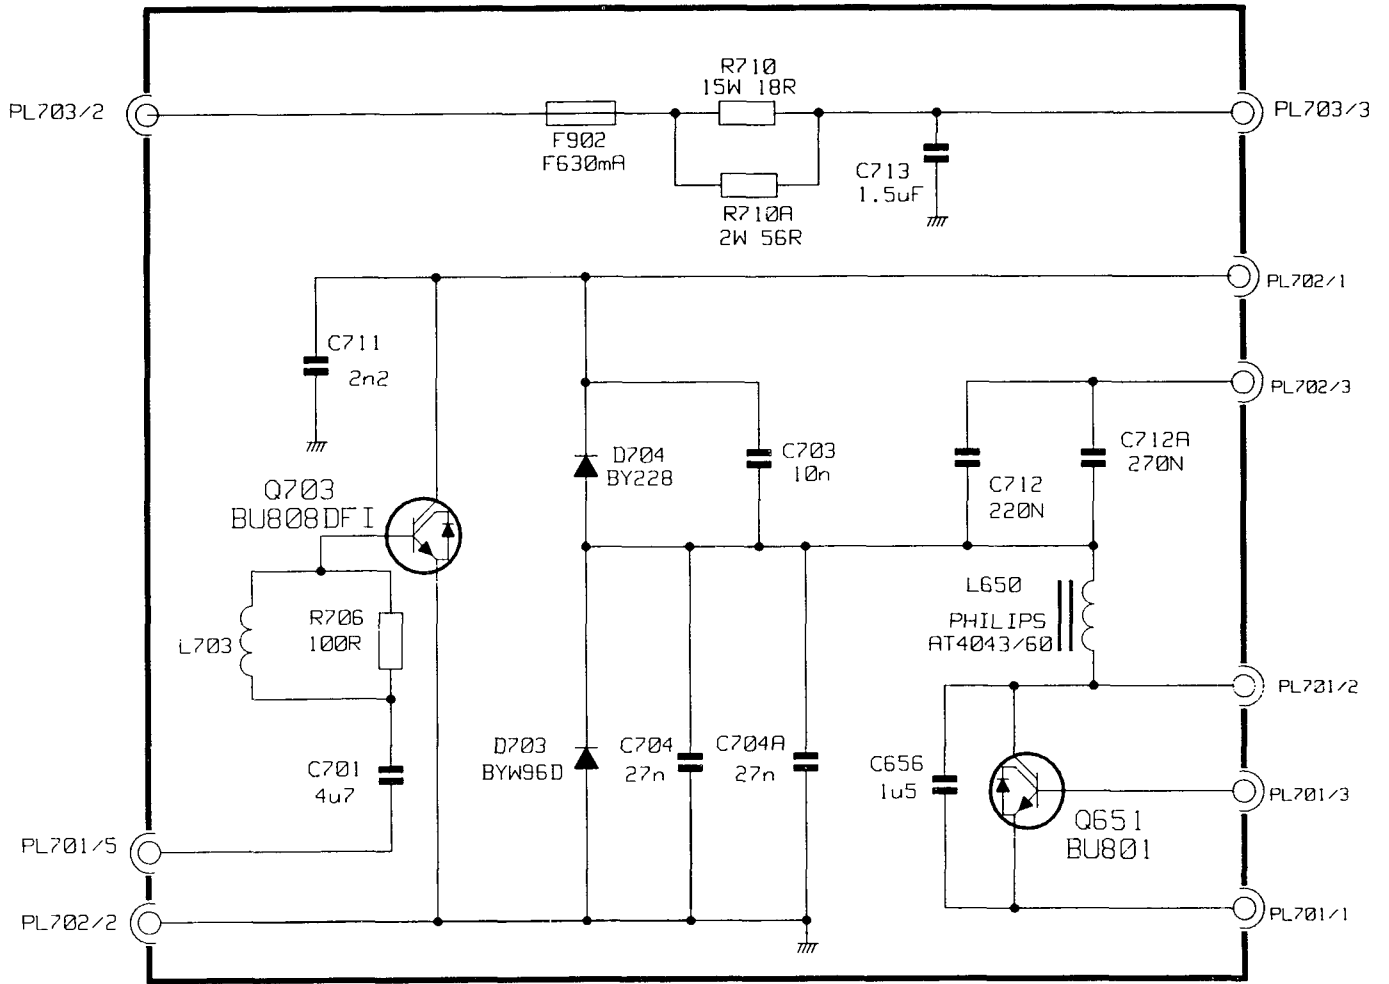 R710
15W 18R
PL703/2
PL703/3
F902
F630mA
C713
1.5uF
R710A
2W 56R
PL702/1
C711
2n2
PL702/3
D704
BY228
C703
10n
C712A
270N
C712
220N
Q703
BU808DFI
L650
PHILIPS
AT4043/60
R706
100R
L703
PL701/2
D703
BYW96D
C704
27n
C704A
27n
C701
4u7
C656
1u5
PL701/3
Q651
BU801
PL701/5
PL702/2
PL701/1